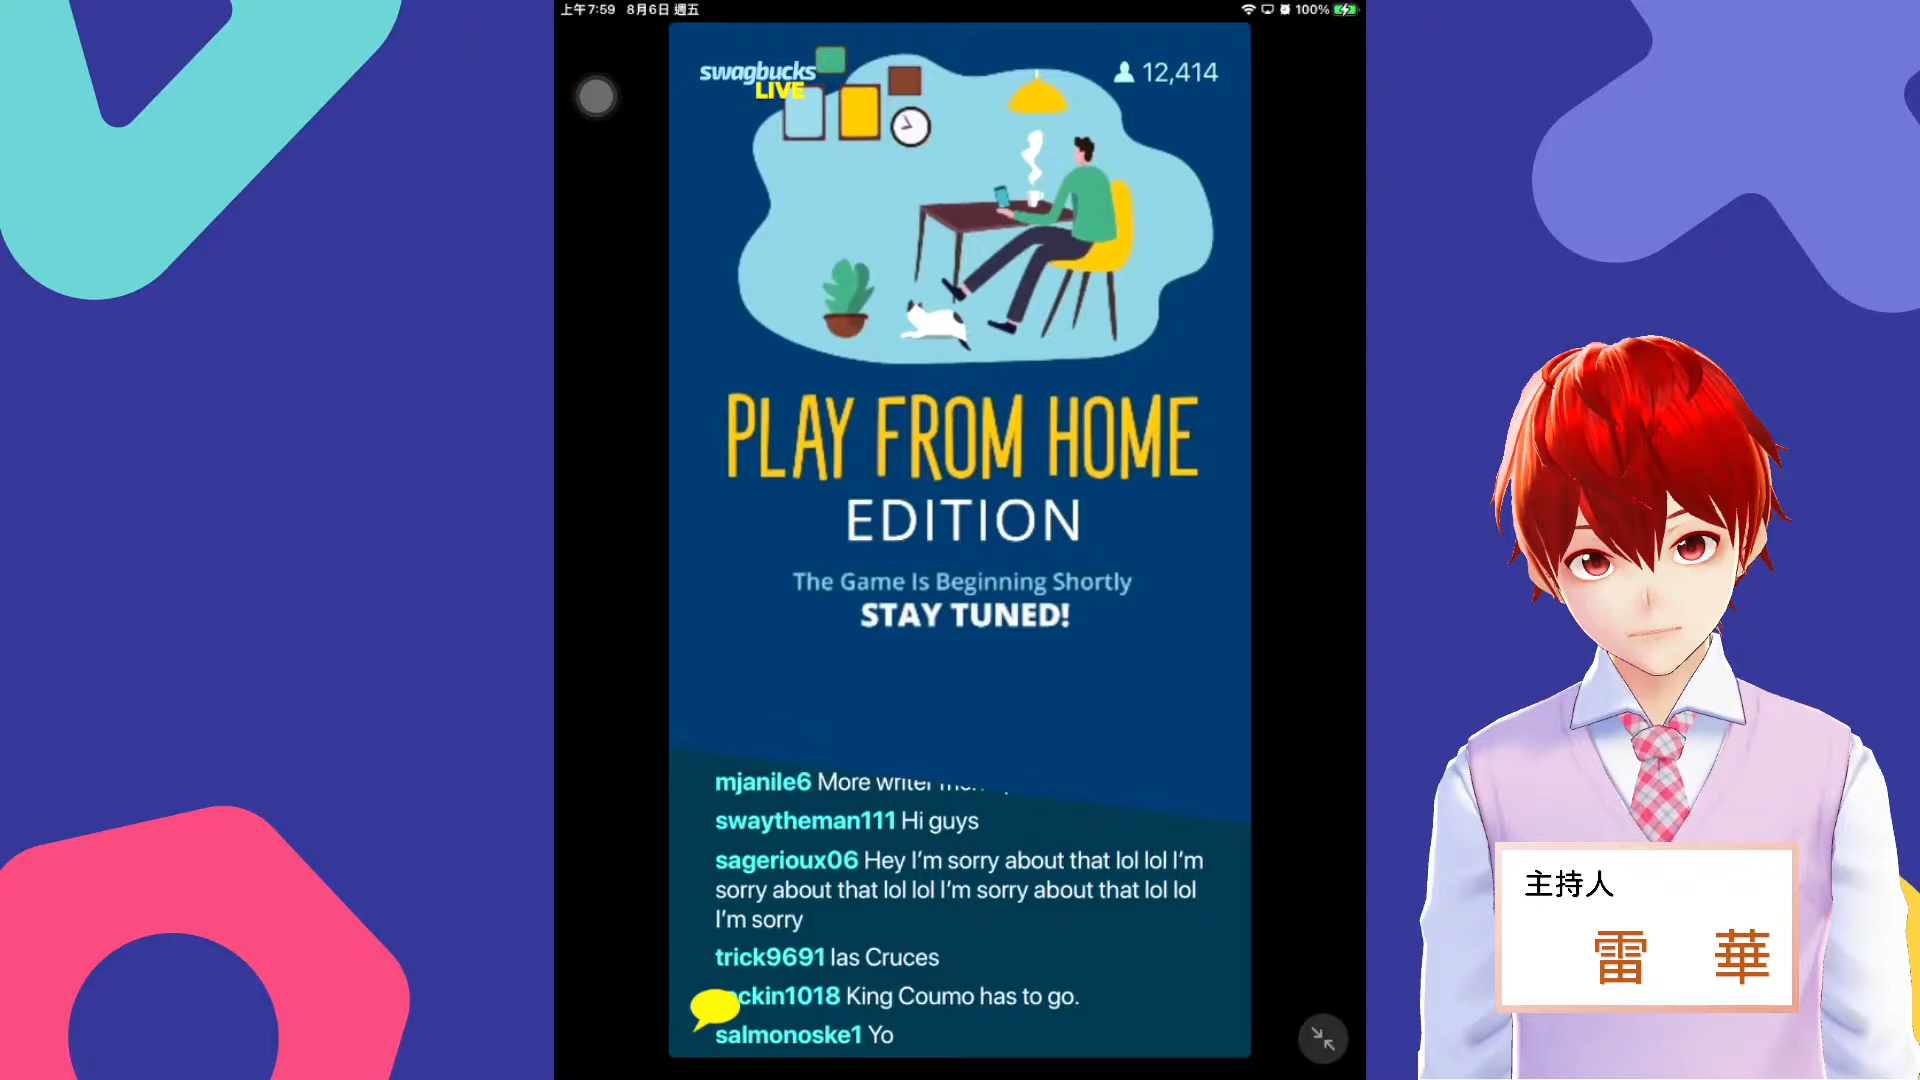 上午7:59 8月6日 週五
100%
swagbucks
LIVE
12,414
PLAY FROM HOME
EDITION
The Game Is Beginning Shortly
STAY TUNED!
mjanile6 More writer
swaytheman111 Hi guys
sagerioux06 Hey I'm sorry about that lol lol I'm
sorry about that lol lol I'm sorry about that lol lol
I'm sorry
trick9691 las Cruces
ckin1018 King Coumo has to go.
salmonoske1 Yo
主持人
雷 華